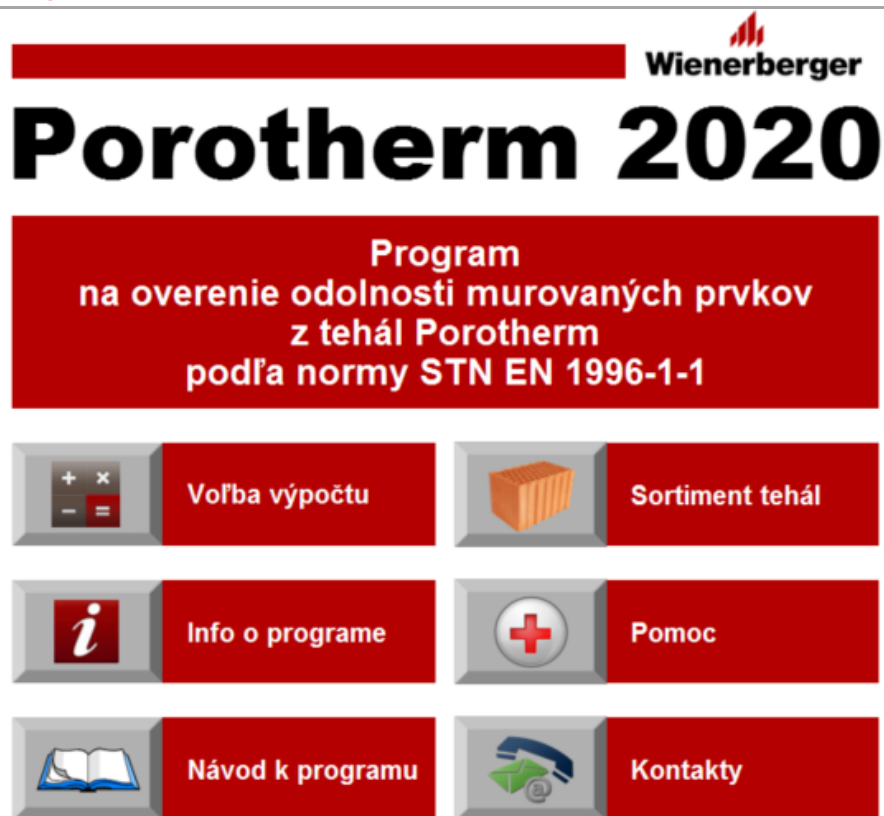 Wienerberger
Porotherm 2020
Program
na overenie odolnosti murovaných prvkov
z tehál Porotherm
podľa normy STN EN 1996-1-1
Voľba výpočtu
Sortiment tehál
Info o programe
Pomoc
Návod k programu
Kontakty